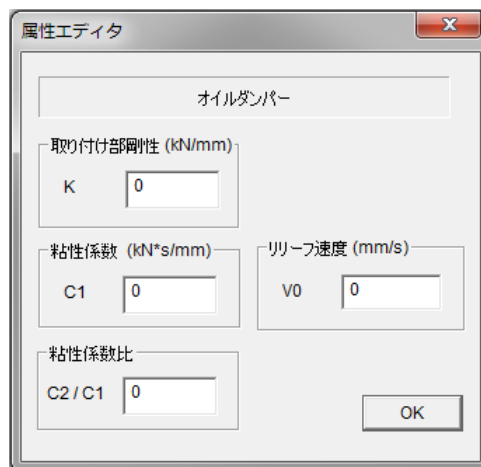 属性エディタ
オイルダンパー
取り付け部剛性 (kN/mm)
K 0
粘性係数 (kN*s/mm)
C1 0
リリーフ速度 (mm/s)
V0 0
粘性係数比
C2 / C1 0
OK